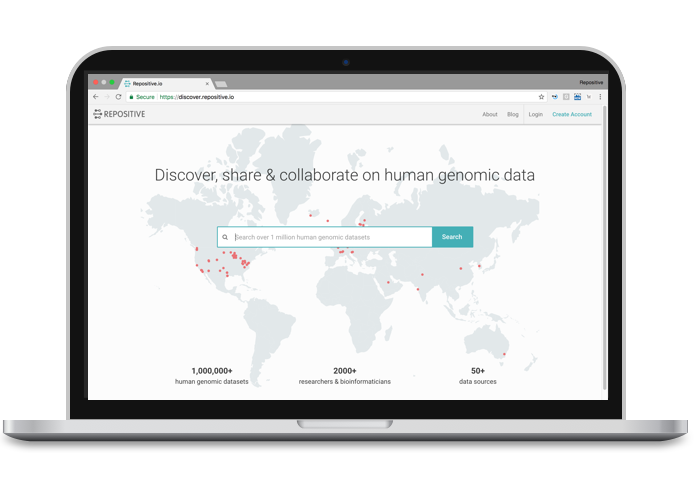 Repositive.io
Repositive
Secure https://discover.repositive.io
REPOSITIVE
About Blog Login Create Account
Discover, share & collaborate on human genomic data
Search over 1 million human genomic datasets Search
1,000,000+ 2000+ 50+
human genomic datasets researchers & bioinformaticians data sources